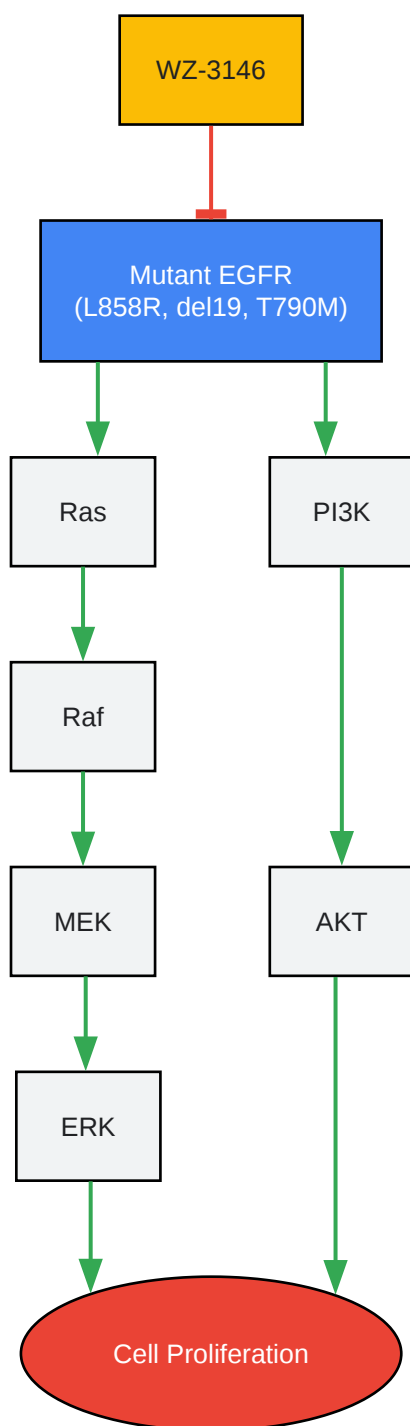 WZ-3146
Mutant EGFR
(L858R, del19, T790M)
Ras
PI3K
Raf
MEK
AKT
ERK
Cell Proliferation